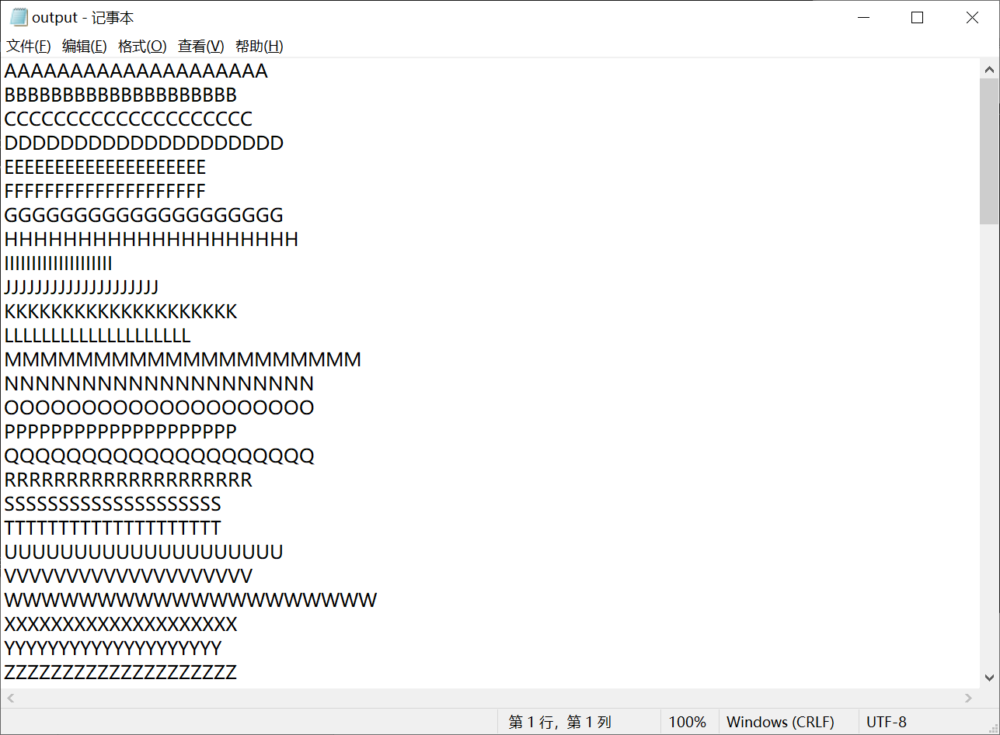 output - 记事本
文件(F) 编辑(E) 格式(O) 查看(V) 帮助(H)
AAAAAAAAAAAAAAAAAAAA
BBBBBBBBBBBBBBBBBBBB
CCCCCCCCCCCCCCCCCCCC
DDDDDDDDDDDDDDDDDDDD
EEEEEEEEEEEEEEEEEEEE
FFFFFFFFFFFFFFFFFFFF
GGGGGGGGGGGGGGGGGGGG
HHHHHHHHHHHHHHHHHHHH
IIIIIIIIIIIIIIIIIIII
JJJJJJJJJJJJJJJJJJJJ
KKKKKKKKKKKKKKKKKKKK
LLLLLLLLLLLLLLLLLLLL
MMMMMMMMMMMMMMMMMMMM
NNNNNNNNNNNNNNNNNNNN
OOOOOOOOOOOOOOOOOOOO
PPPPPPPPPPPPPPPPPPPP
QQQQQQQQQQQQQQQQQQQQ
RRRRRRRRRRRRRRRRRRRR
SSSSSSSSSSSSSSSSSSSS
TTTTTTTTTTTTTTTTTTTT
UUUUUUUUUUUUUUUUUUUU
VVVVVVVVVVVVVVVVVVVV
WWWWWWWWWWWWWWWWWWWW
XXXXXXXXXXXXXXXXXXXX
YYYYYYYYYYYYYYYYYYYY
ZZZZZZZZZZZZZZZZZZZZ
第 1 行，第 1 列 100% Windows (CRLF) UTF-8